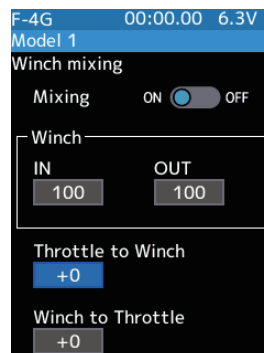 F-4G 00:00.00 6.3V
Model 1
Winch mixing
Mixing ON OFF
Winch
IN OUT
100 100
Throttle to Winch
+0
Winch to Throttle
+0